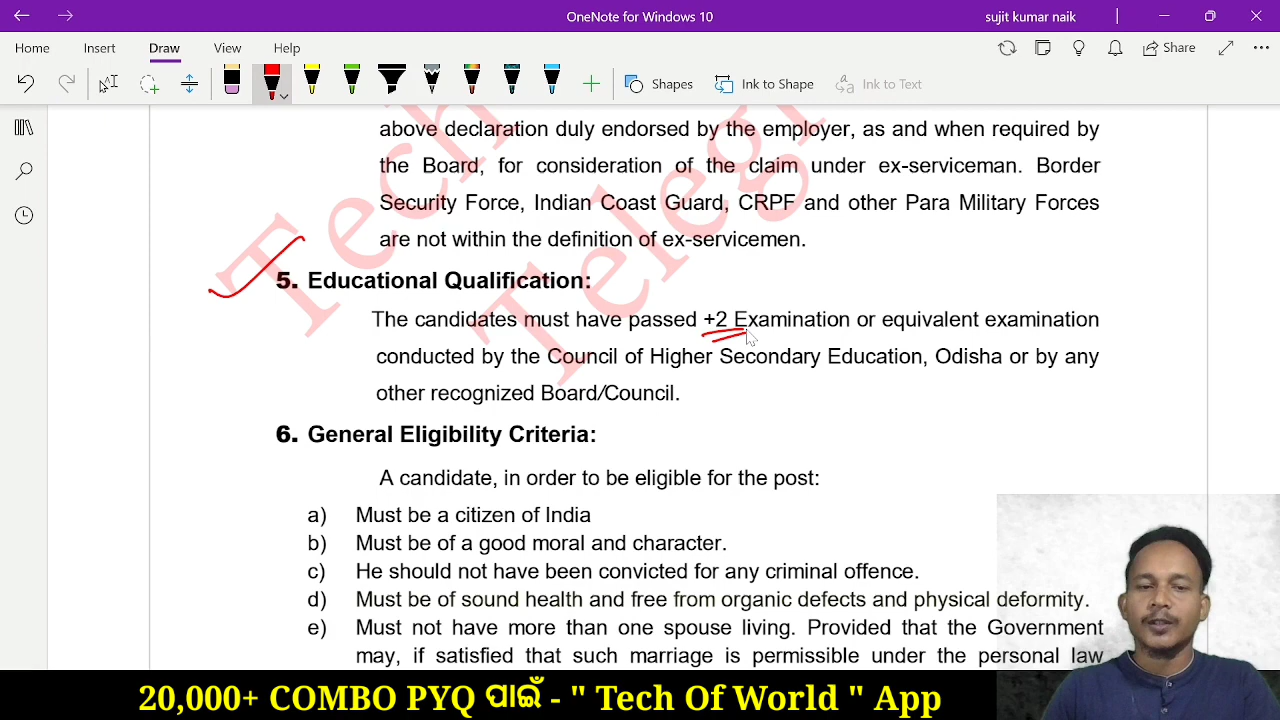 OneNote for Windows 10
sujit kumar naik
Home Insert Draw View Help
Share
Shapes Ink to Shape Ink to Text
above declaration duly endorsed by the employer, as and when required by
the Board, for consideration of the claim under ex-serviceman. Border
Security Force, Indian Coast Guard, CRPF and other Para Military Forces
are not within the definition of ex-servicemen.
5. Educational Qualification:
The candidates must have passed +2 Examination or equivalent examination
conducted by the Council of Higher Secondary Education, Odisha or by any
other recognized Board/Council.
6. General Eligibility Criteria:
A candidate, in order to be eligible for the post:
a) Must be a citizen of India
b) Must be of a good moral and character.
c) He should not have been convicted for any criminal offence.
d) Must be of sound health and free from organic defects and physical deformity.
e) Must not have more than one spouse living. Provided that the Government
may, if satisfied that such marriage is permissible under the personal law
Tech
Telegr
20,000+ COMBO PYQ ପାଇଁ - " Tech Of World " App